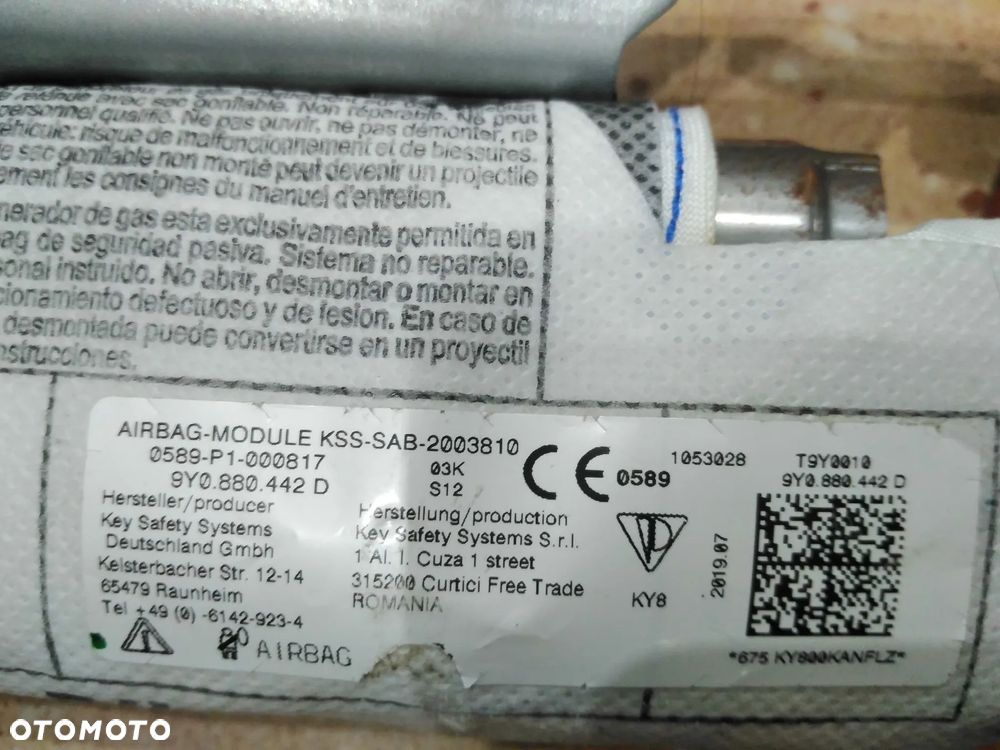 relondue avec sac gonflable. Non réparable. Ne peut
personnel qualifié. Ne pas ouvrir, ne pas démonter, ne
véhicule: risque de malfonctionnement et de blessures.
e sac gonflable non monté peut devenir un projectile
ement les consignes du manuel d'entretien.
nerador de gas esta exclusivamente permitida en
ag de seguridad pasiva. Sistema no reparable.
sonal instruido. No abrir, desmontar o montar en
cionamiento defectuoso y de lesion. En caso de
desmontada puede convertirse en un proyectil
nstrucciones.
AIRBAG-MODULE KSS-SAB-2003810
0589-P1-000817
9Y0.880.442 D
03K
S12
CE 0589
1053028
T9Y0010
9Y0.880.442 D
Hersteller/producer
Key Safety Systems
Deutschland Gmbh
Kelsterbacher Str. 12-14
65479 Raunheim
Tel +49 (0) -6142-923-4
Herstellung/production
Key Safety Systems S.r.l.
1 Al. I. Cuza 1 street
315200 Curtici Free Trade
ROMANIA
KY8
2019.07
*675 KY800KANFLZ*
AIRBAG
OTOMOTO